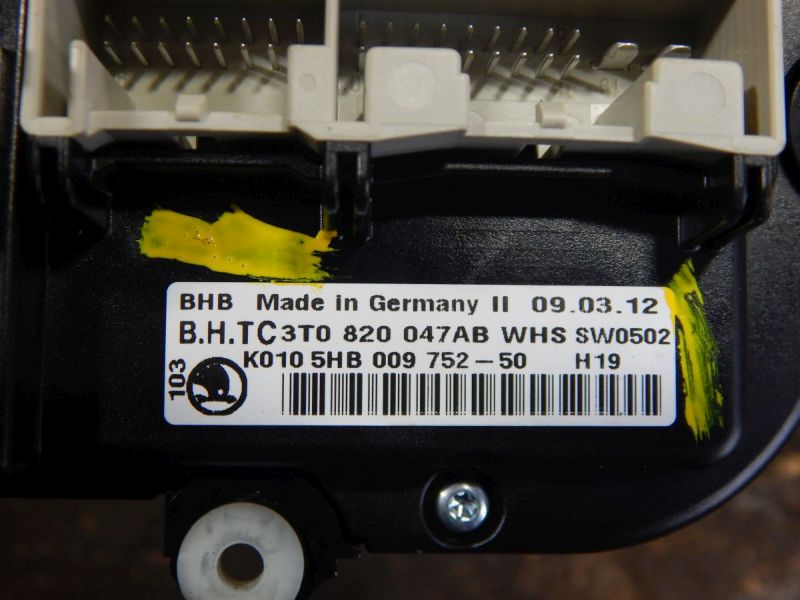 BHB Made in Germany II 09.03.12
B.H.TC 3T0 820 047AB WHS SW0502
K010 5HB 009 752-50 H19
103